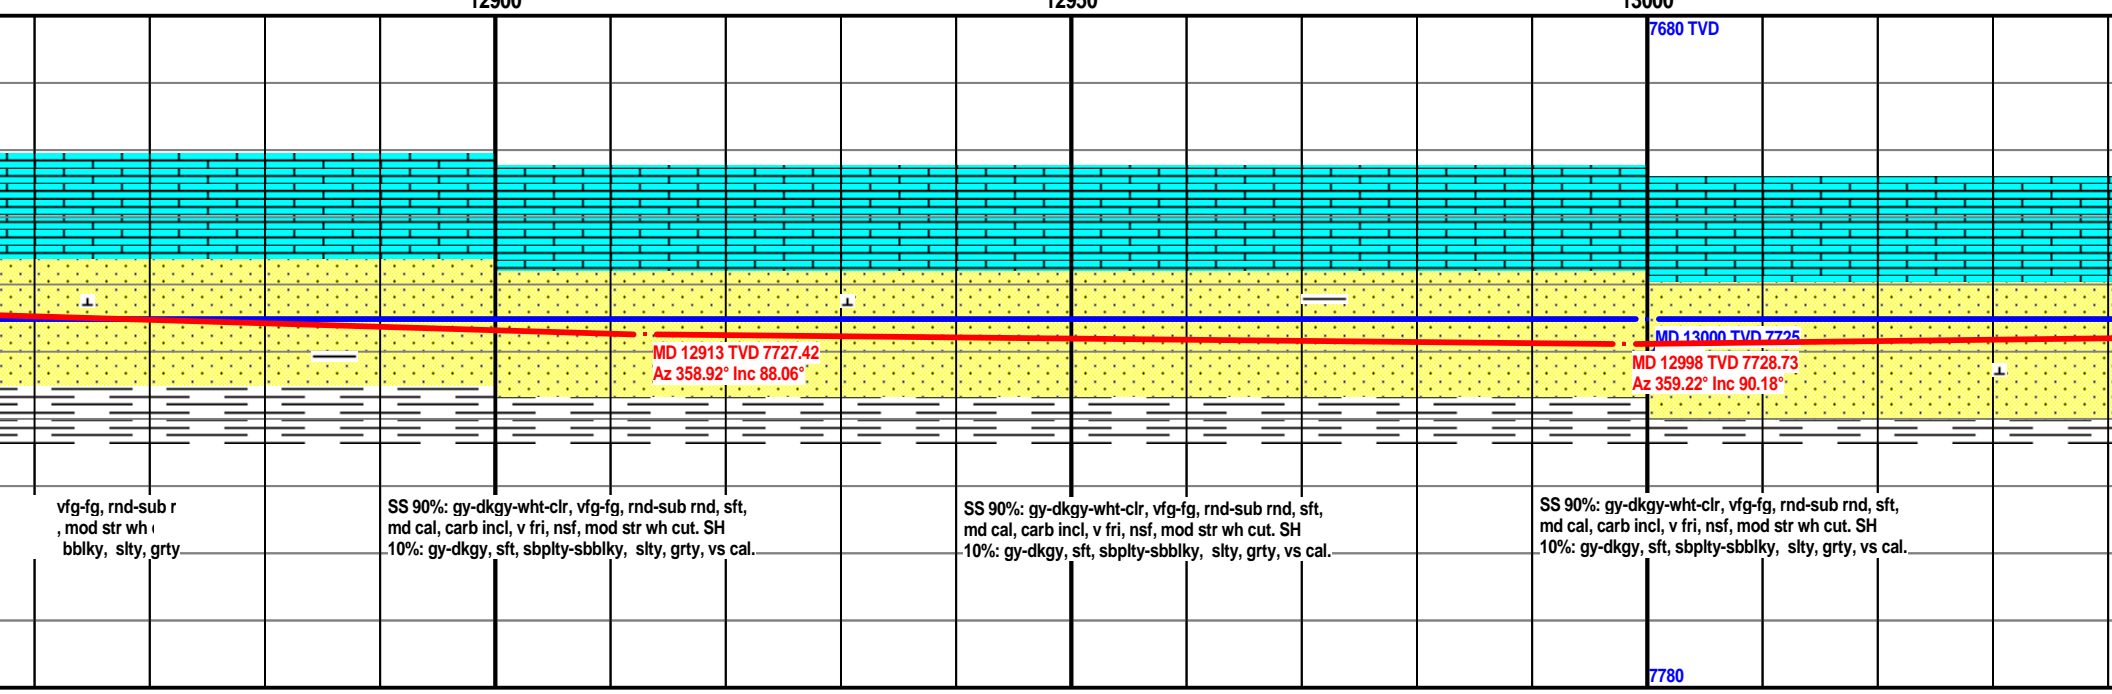 12900
12950
13000
7680 TVD
MD 13000 TVD 7725
MD 12913 TVD 7727.42
Az 358.92° Inc 88.06°
MD 12998 TVD 7728.73
Az 359.22° Inc 90.18°
vfg-fg, rnd-sub r
, mod str wh
bblky, slty, grty
SS 90%: gy-dkgy-wht-clr, vfg-fg, rnd-sub rnd, sft,
md cal, carb incl, v fri, nsf, mod str wh cut. SH
10%: gy-dkgy, sft, sbplty-sbblky, slty, grty, vs cal.
SS 90%: gy-dkgy-wht-clr, vfg-fg, rnd-sub rnd, sft,
md cal, carb incl, v fri, nsf, mod str wh cut. SH
10%: gy-dkgy, sft, sbplty-sbblky, slty, grty, vs cal.
SS 90%: gy-dkgy-wht-clr, vfg-fg, rnd-sub rnd, sft,
md cal, carb incl, v fri, nsf, mod str wh cut. SH
10%: gy-dkgy, sft, sbplty-sbblky, slty, grty, vs cal.
7780